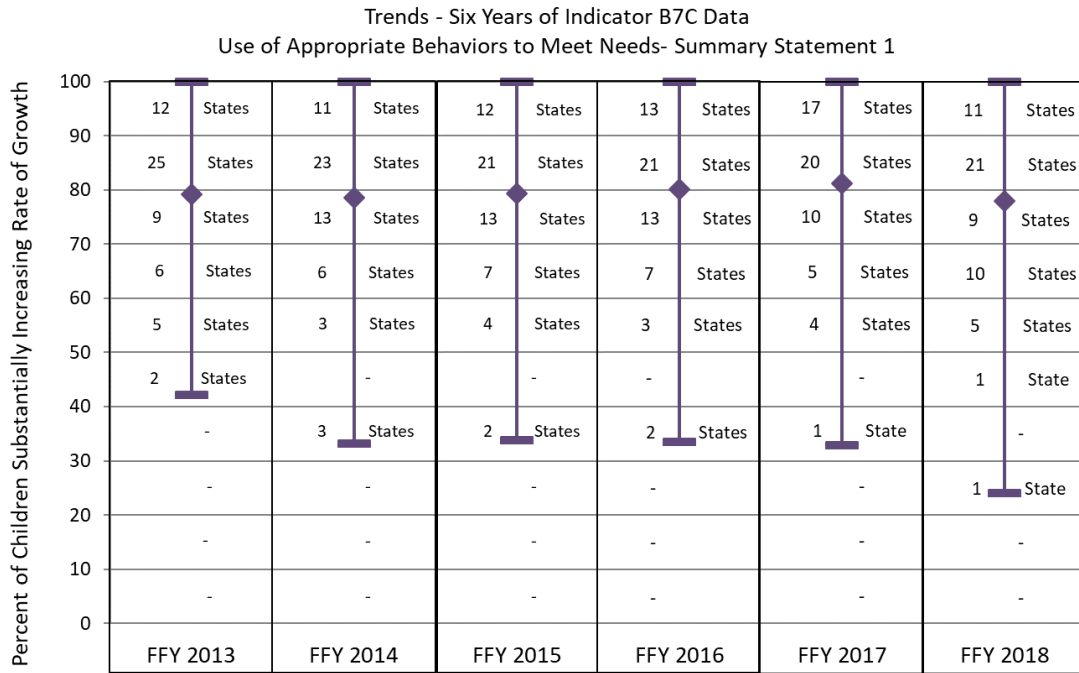 Trends - Six Years of Indicator B7C Data
Use of Appropriate Behaviors to Meet Needs- Summary Statement 1
Percent of Children Substantially Increasing Rate of Growth
100
12 States 11 States 12 States 13 States 17 States 11 States
90
25 States 23 States 21 States 21 States 20 States 21 States
80
9 States 13 States 13 States 13 States 10 States 9 State
70
6 States 6 States 7 States 7 States 5 States 10 States
60
5 States 3 States 4 States 3 States 4 States 5 States
50
2 States - - - - 1 State
40
- 3 States 2 States 2 States 1 State -
30
- - - - - 1 State
20
- - - - - -
10
- - - - - -
0
FFY 2013 FFY 2014 FFY 2015 FFY 2016 FFY 2017 FFY 2018